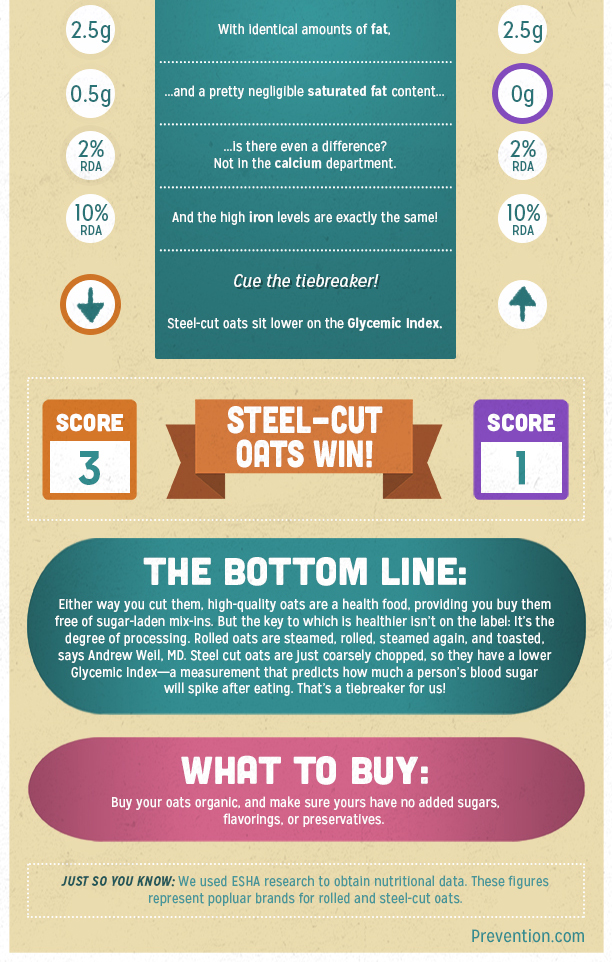 2.5g
With identical amounts of fat,
2.5g
0.5g
...and a pretty negligible saturated fat content...
0g
2%
RDA
...is there even a difference?
Not in the calcium department.
2%
RDA
10%
RDA
And the high iron levels are exactly the same!
10%
RDA
Cue the tiebreaker!
Steel-cut oats sit lower on the Glycemic Index.
SCORE
3
STEEL-CUT
OATS WIN!
SCORE
1
THE BOTTOM LINE:
Either way you cut them, high-quality oats are a health food, providing you buy them
free of sugar-laden mix-ins. But the key to which is healthier isn't on the label: it's the
degree of processing. Rolled oats are steamed, rolled, steamed again, and toasted,
says Andrew Weil, MD. Steel cut oats are just coarsely chopped, so they have a lower
Glycemic Index—a measurement that predicts how much a person's blood sugar
will spike after eating. That's a tiebreaker for us!
WHAT TO BUY:
Buy your oats organic, and make sure yours have no added sugars,
flavorings, or preservatives.
JUST SO YOU KNOW: We used ESHA research to obtain nutritional data. These figures
represent popluar brands for rolled and steel-cut oats.
Prevention.com